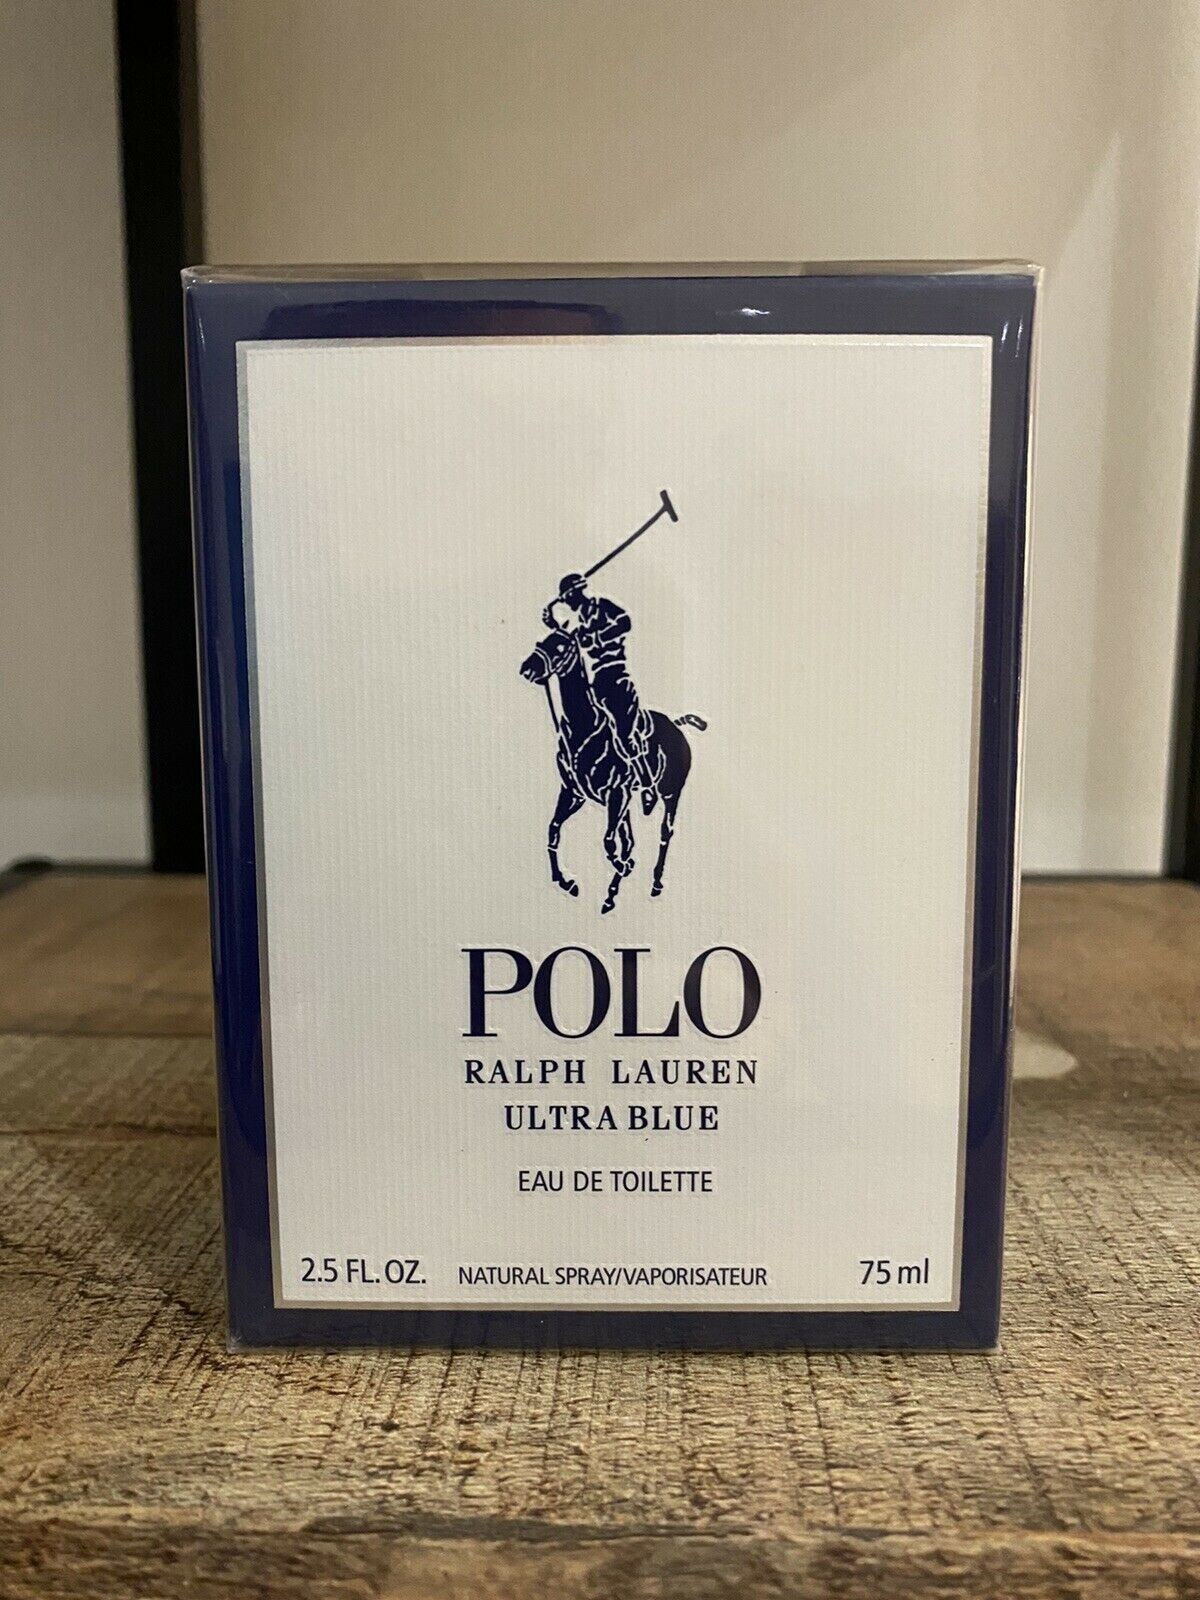 POLO
RALPH LAUREN
ULTRA BLUE
EAU DE TOILETTE
2.5 FL. OZ. NATURAL SPRAY/VAPORISATEUR 75 ml